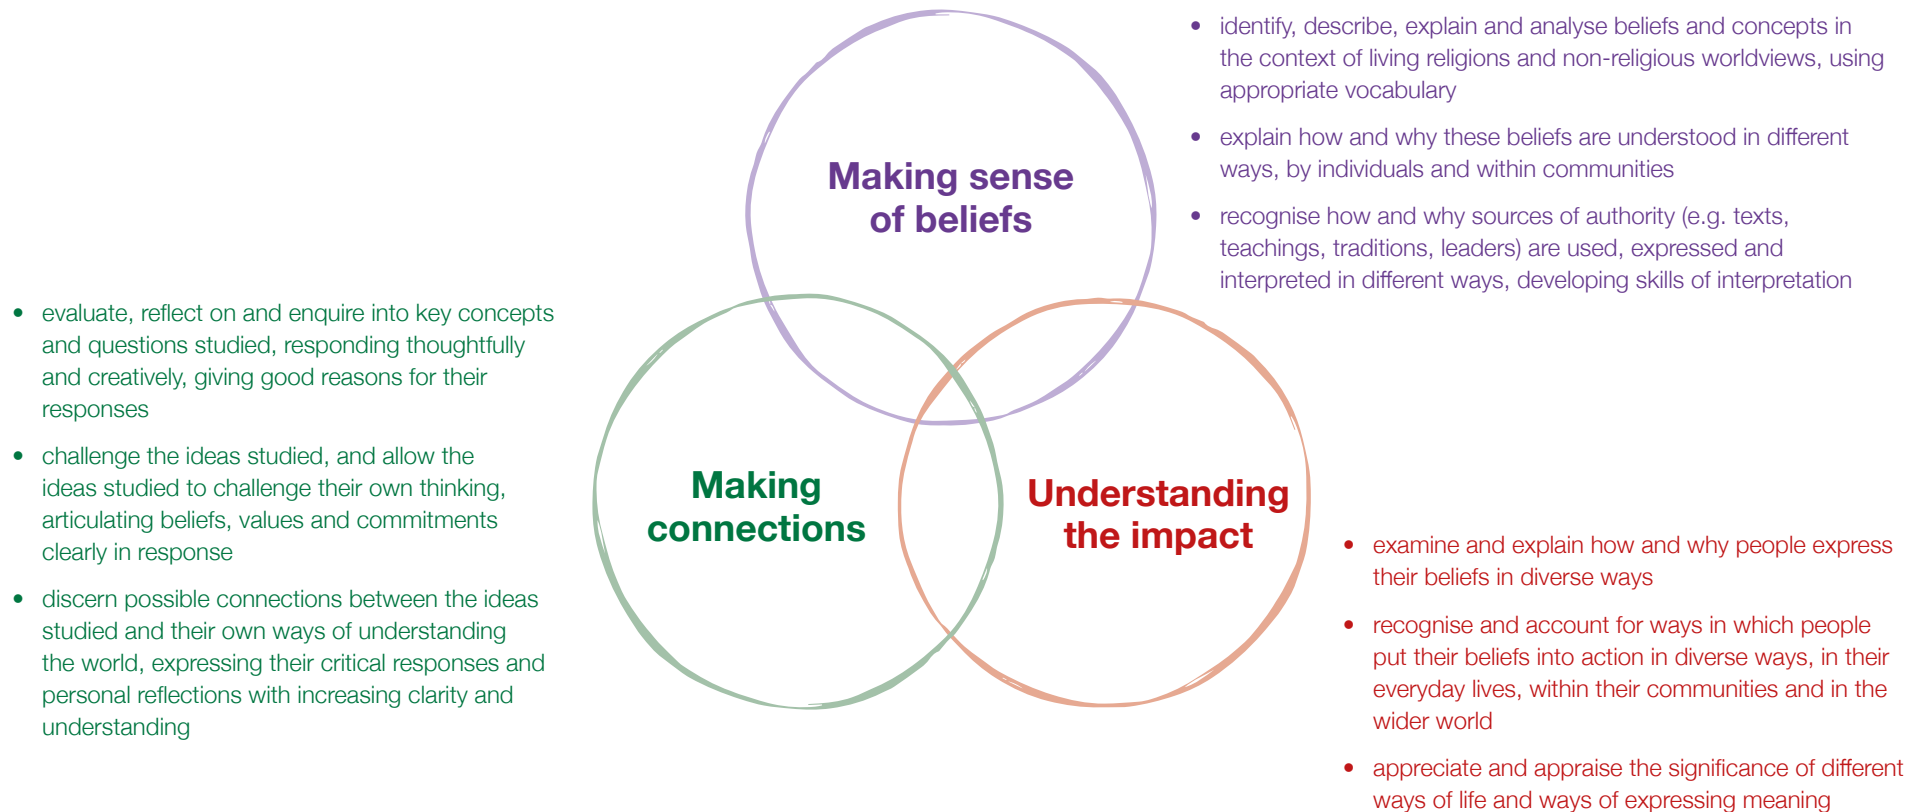 • identify, describe, explain and analyse beliefs and concepts in
the context of living religions and non-religious worldviews, using
appropriate vocabulary
• explain how and why these beliefs are understood in different
ways, by individuals and within communities
• recognise how and why sources of authority (e.g. texts,
teachings, traditions, leaders) are used, expressed and
interpreted in different ways, developing skills of interpretation
Making sense
of beliefs
• evaluate, reflect on and enquire into key concepts
and questions studied, responding thoughtfully
and creatively, giving good reasons for their
responses
• challenge the ideas studied, and allow the
ideas studied to challenge their own thinking,
articulating beliefs, values and commitments
clearly in response
• discern possible connections between the ideas
studied and their own ways of understanding
the world, expressing their critical responses and
personal reflections with increasing clarity and
understanding
Making
connections
Understanding
the impact
• examine and explain how and why people express
their beliefs in diverse ways
• recognise and account for ways in which people
put their beliefs into action in diverse ways, in their
everyday lives, within their communities and in the
wider world
• appreciate and appraise the significance of different
ways of life and ways of expressing meaning